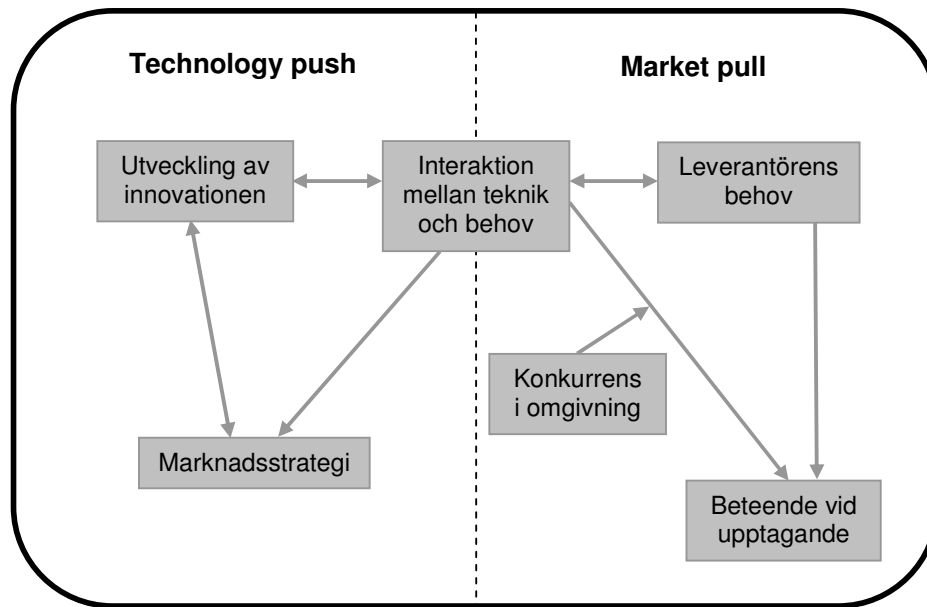 Technology push
Market pull
Utveckling av
innovationen
Interaktion
mellan teknik
och behov
Leverantörens
behov
Konkurrens
i omgivning
Marknadsstrategi
Beteende vid
upptagande